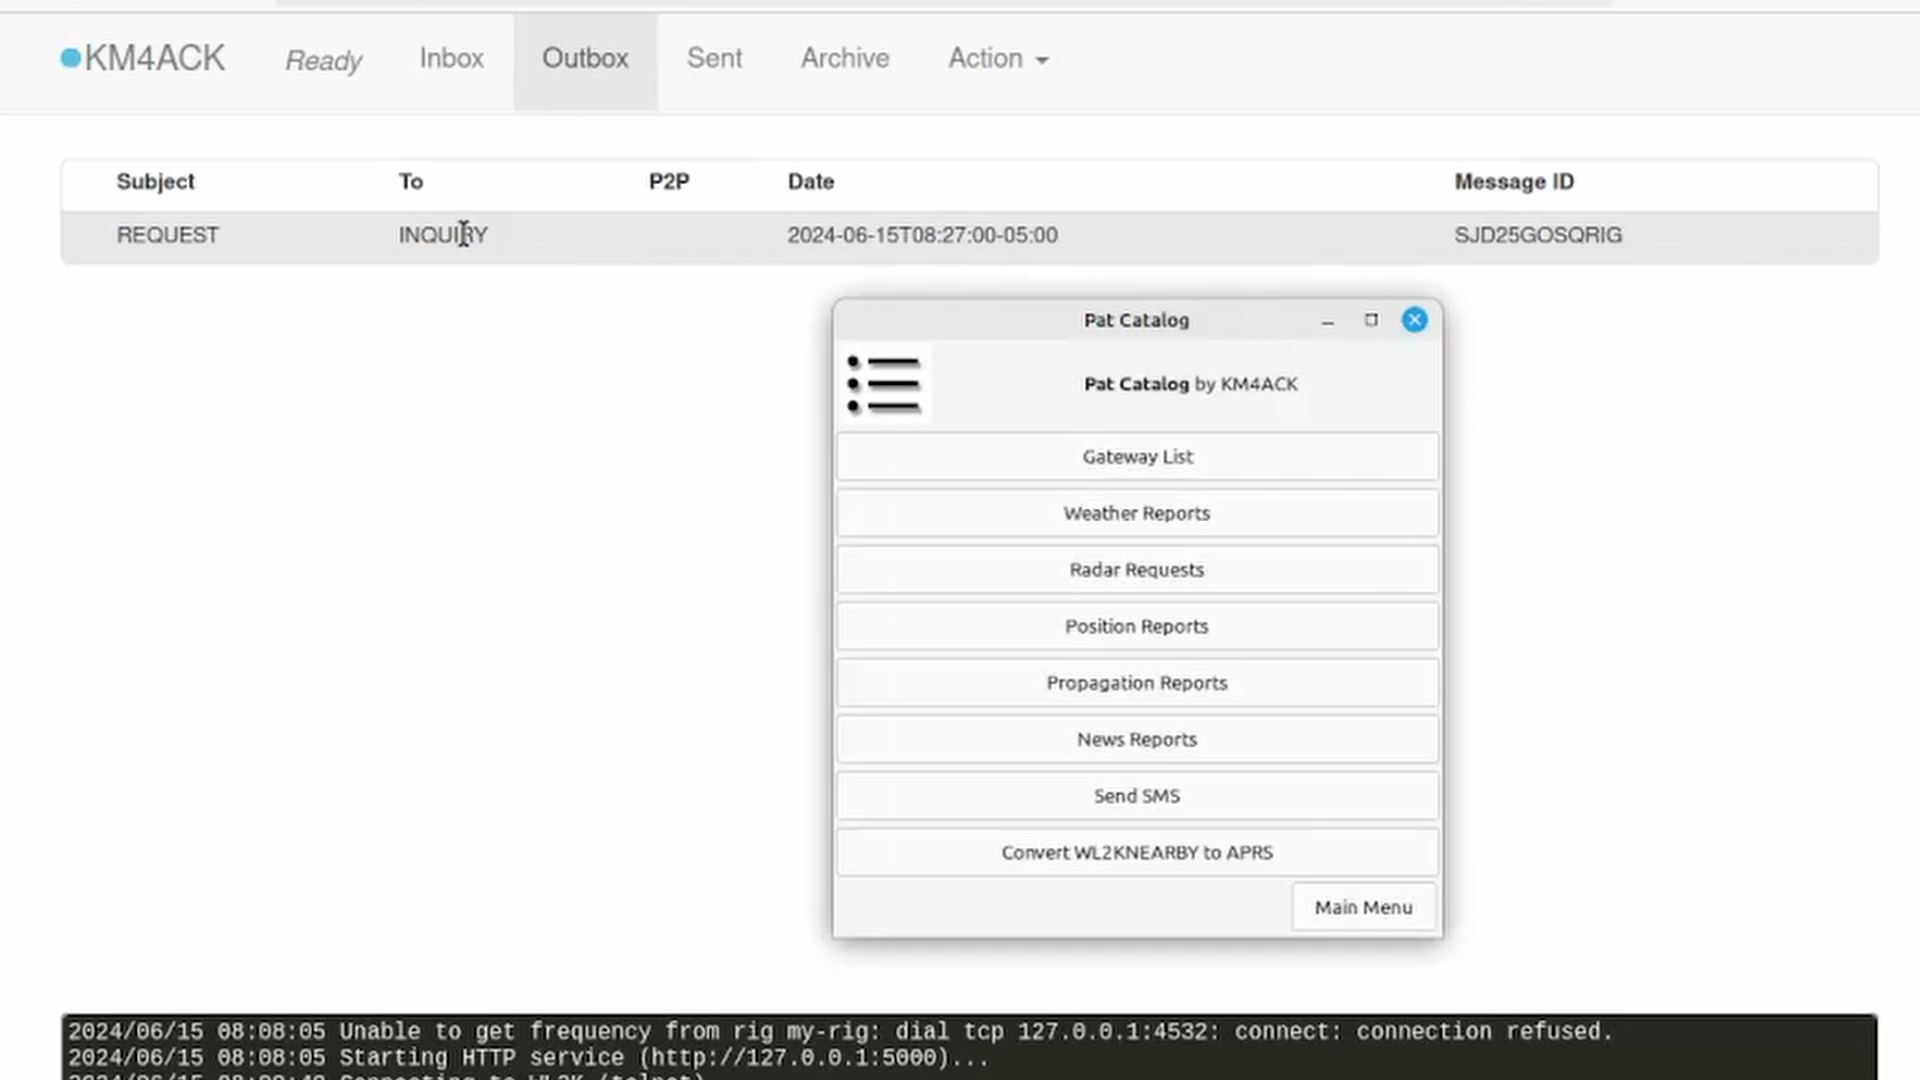 KM4ACK Ready Inbox Outbox Sent Archive Action
Subject To P2P Date Message ID
REQUEST INQUIRY 2024-06-15T08:27:00-05:00 SJD25GOSQRIG
Pat Catalog
Pat Catalog by KM4ACK
Gateway List
Weather Reports
Radar Requests
Position Reports
Propagation Reports
News Reports
Send SMS
Convert WL2KNEARBY to APRS
Main Menu
2024/06/15 08:08:05 Unable to get frequency from rig my-rig: dial tcp 127.0.0.1:4532: connect: connection refused.
2024/06/15 08:08:05 Starting HTTP service (http://127.0.0.1:5000)...